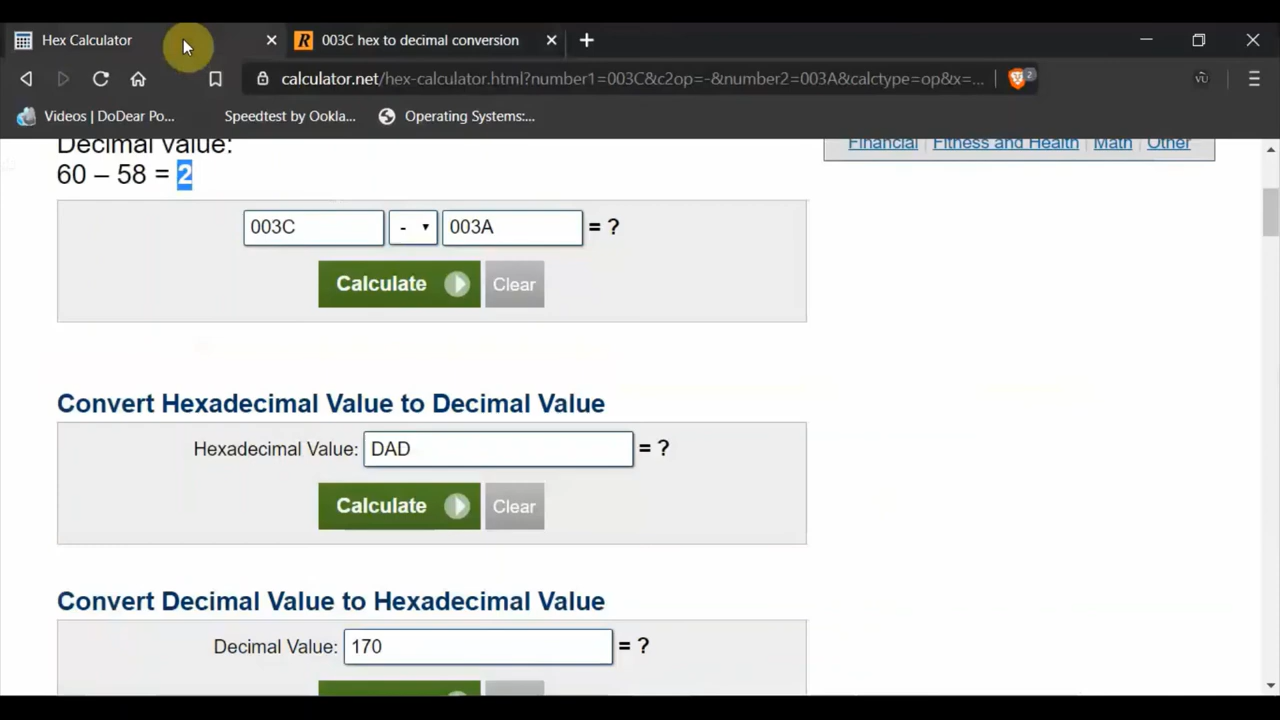 Hex Calculator
003C hex to decimal conversion
calculator.net/hex-calculator.html?number1=003C&c2op=-&number2=003A&calctype=op&x=...
2
Videos | DoDear Po...
Speedtest by Ookla...
Operating Systems:...
Decimal value:
60 – 58 = 2
Financial | Fitness and Health | Math | Other
003C - 003A = ?
Calculate
Clear
Convert Hexadecimal Value to Decimal Value
Hexadecimal Value: DAD = ?
Calculate
Clear
Convert Decimal Value to Hexadecimal Value
Decimal Value: 170 = ?